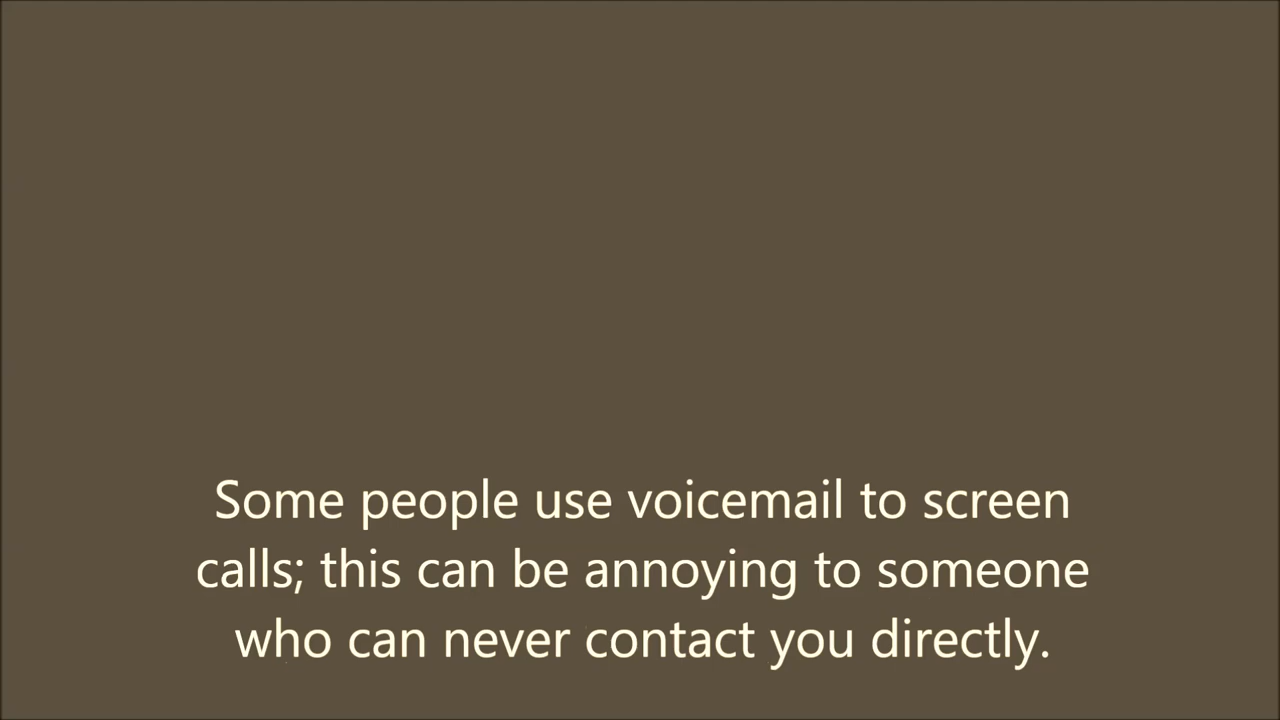 Some people use voicemail to screen
calls; this can be annoying to someone
who can never contact you directly.